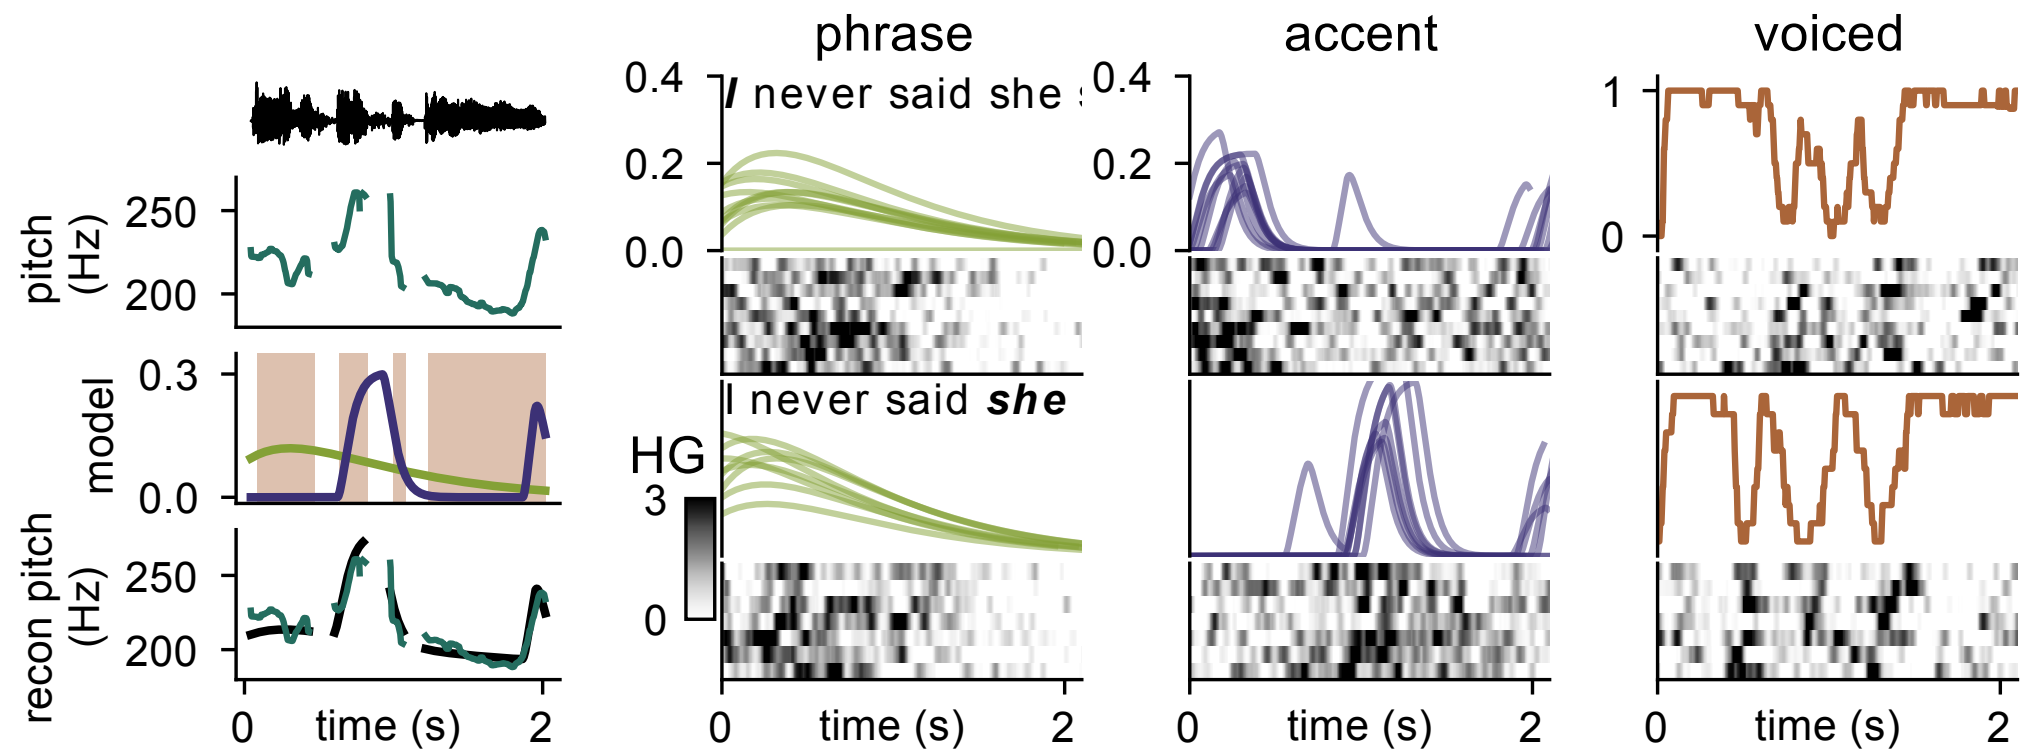 phrase
accent
voiced
0.4
I never said she s
0.2
0.0
0.4
0.2
0.0
1
0
pitch
(Hz)
250
200
model
0.3
0.0
recon pitch
(Hz)
250
200
0
time (s)
2
I never said she
HG
3
0
0
time (s)
2
0
time (s)
2
0
time (s)
2